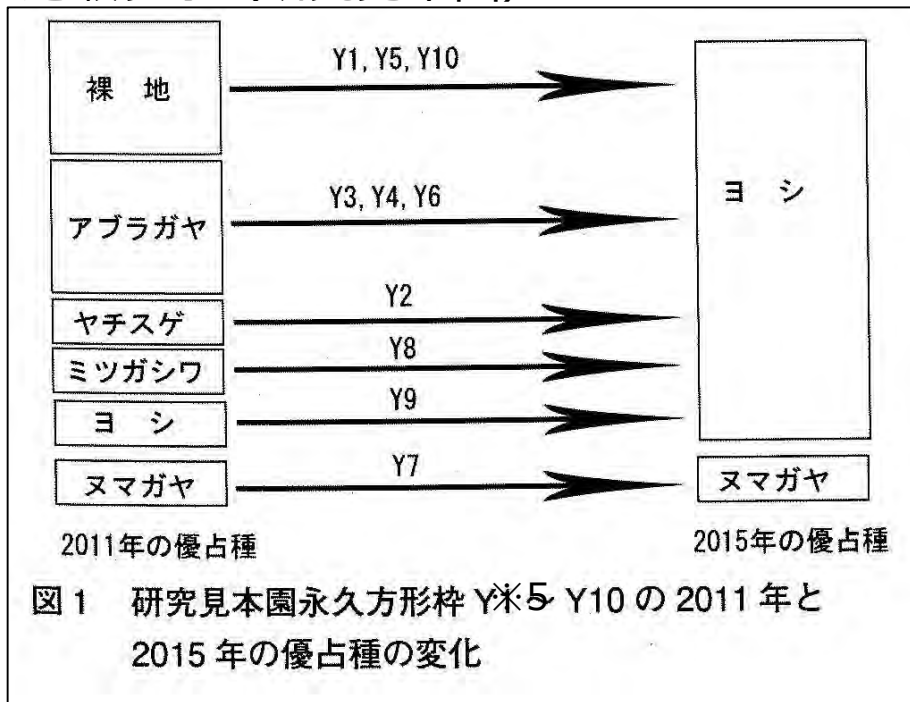 裸 地
Y1, Y5, Y10
アブラガヤ
Y3, Y4, Y6
ヨ シ
ヤチスゲ
Y2
ミツガシワ
Y8
ヨ シ
Y9
ヌマガヤ
Y7
ヌマガヤ
2011年の優占種
2015年の優占種
図1 研究見本園永久方形枠 Y※5 Y10 の 2011 年と
2015 年の優占種の変化